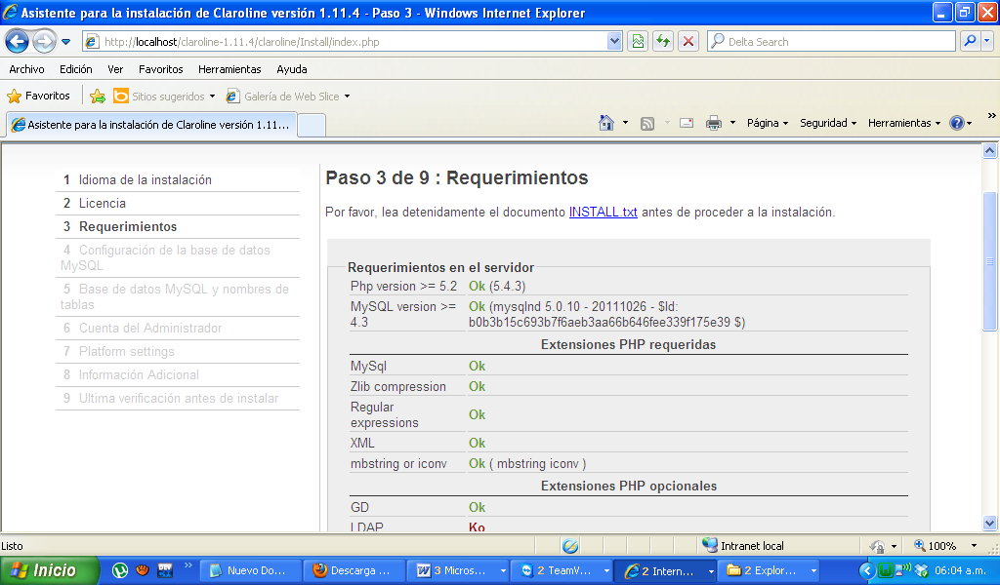 Asistente para la instalación de Claroline versión 1.11.4 - Paso 3 - Windows Internet Explorer
http://localhost/claroline-1.11.4/claroline/Install/index.php
Delta Search
Archivo Edición Ver Favoritos Herramientas Ayuda
Favoritos Sitios sugeridos Galería de Web Slice
Asistente para la instalación de Claroline versión 1.11...
Página Seguridad Herramientas »
1 Idioma de la instalación
2 Licencia
3 Requerimientos
4 Configuración de la base de datos
MySQL
5 Base de datos MySQL y nombres de
tablas
6 Cuenta del Administrador
7 Platform settings
8 Información Adicional
9 Ultima verificación antes de instalar
Paso 3 de 9 : Requerimientos
Por favor, lea detenidamente el documento INSTALL.txt antes de proceder a la instalación.
Requerimientos en el servidor
Php version >= 5.2 Ok (5.4.3)
MySQL version >= 4.3 Ok (mysqlnd 5.0.10 - 20111026 - $Id:
b0b3b15c693b7f6aeb3aa66b646fee339f175e39 $)
Extensiones PHP requeridas
MySql Ok
Zlib compression Ok
Regular
expressions Ok
XML Ok
mbstring or iconv Ok ( mbstring iconv )
Extensiones PHP opcionales
GD Ok
LDAP Ko
Listo Intranet local 100%
Inicio » Nuevo Do... Descarga ... 3 Micros... 2 TeamV... 2 Intern... 2 Explor... 06:04 a.m.